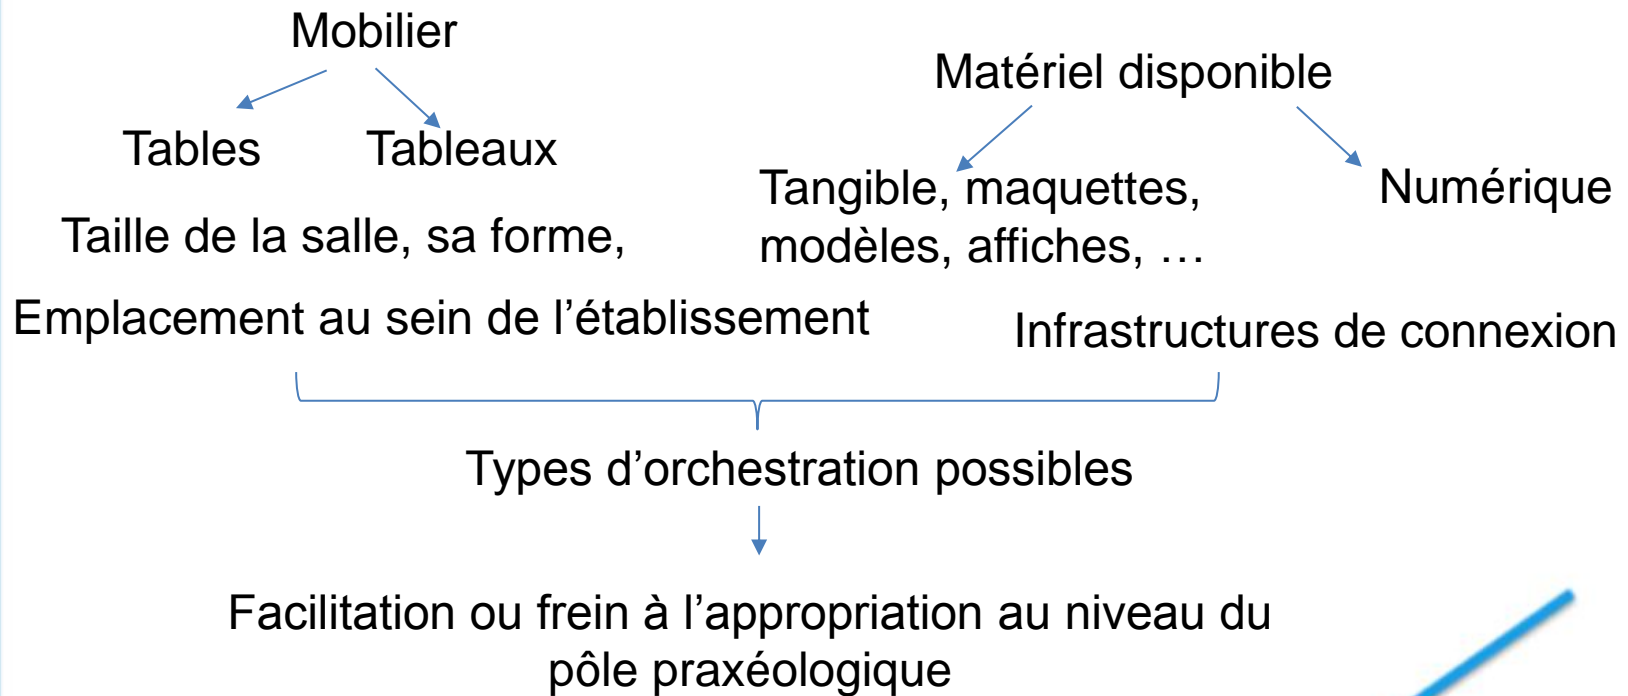 Mobilier
Matériel disponible
Tables
Tableaux
Tangible, maquettes,
modèles, affiches, …
Numérique
Taille de la salle, sa forme,
Emplacement au sein de l’établissement
Infrastructures de connexion
Types d’orchestration possibles
Facilitation ou frein à l’appropriation au niveau du
pôle praxéologique